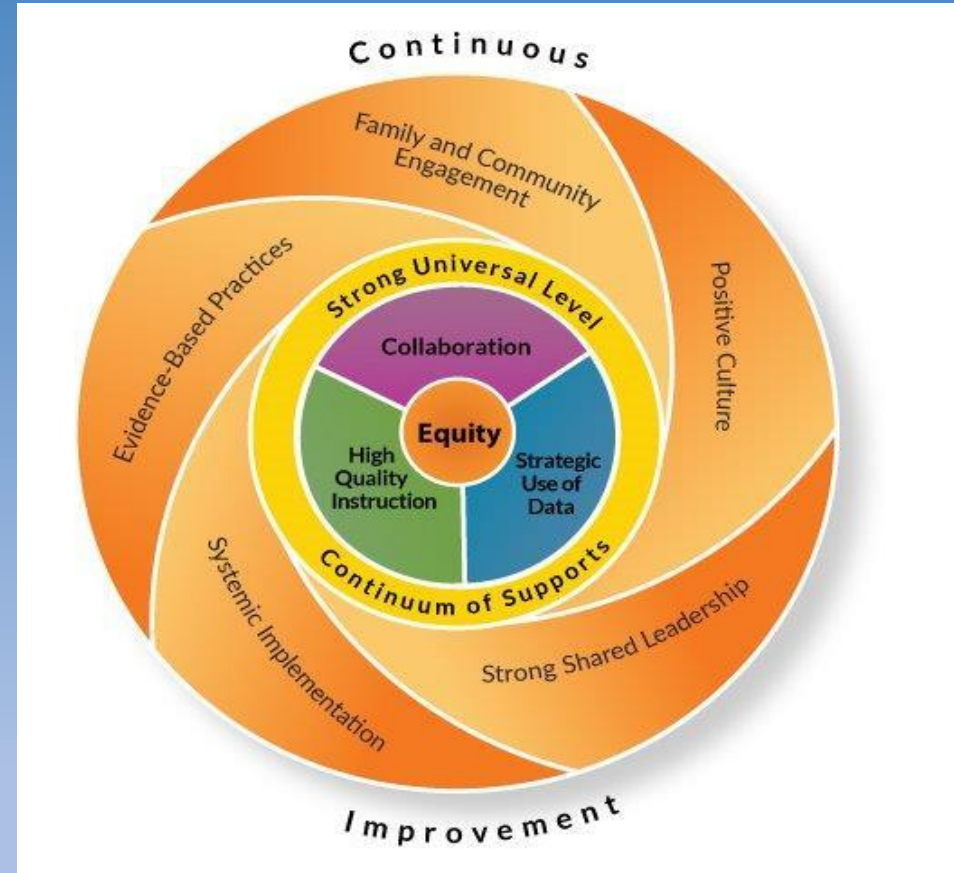 Continuous
Family and Community
Engagement
Positive Culture
Evidence-Based Practices
Strong Universal Level
Collaboration
Equity
High
Quality
Instruction
Strategic
Use of
Data
Continuum of Supports
Strong Shared Leadership
Systemic Implementation
Improvement